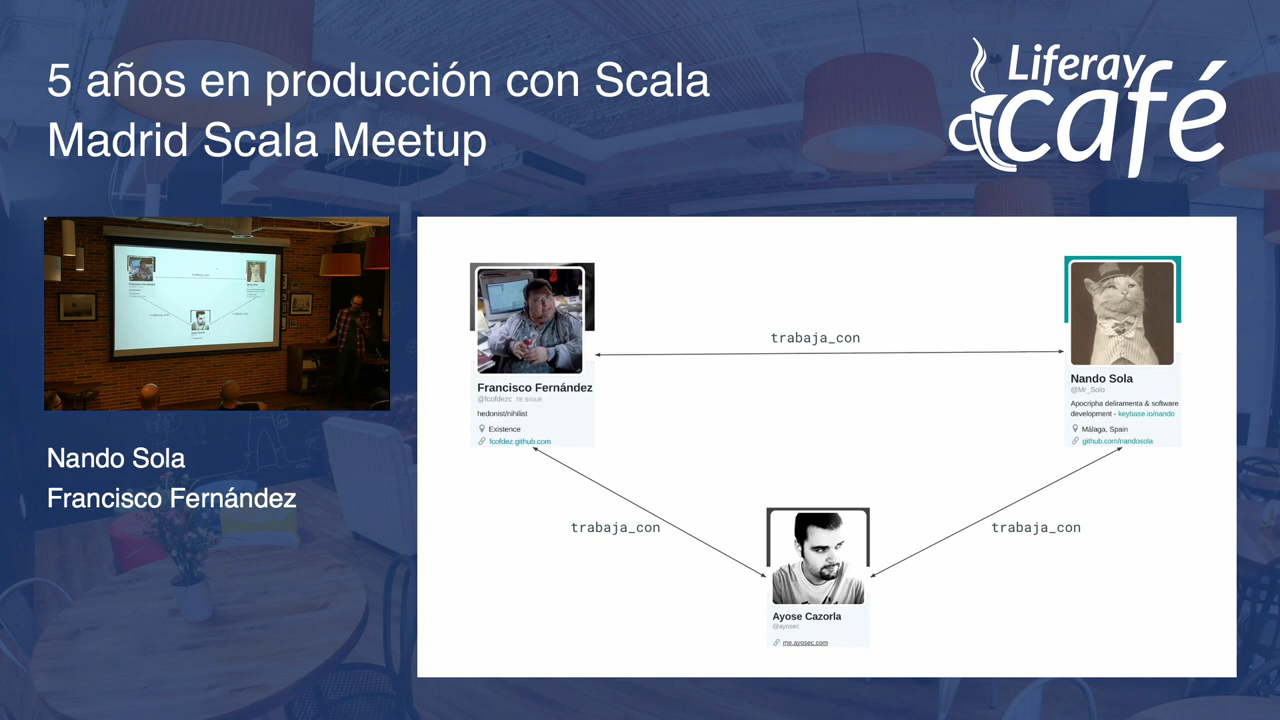 5 años en producción con Scala
Madrid Scala Meetup
Liferay
café
Nando Sola
Francisco Fernández
trabaja_con
Francisco Fernández
@fcofdezc TE SIGUE
hedonist/nihilist
Existence
fcofdez.github.com
Nando Sola
@Mr_Solo
Apocripha deliramenta & software
development - keybase.io/nando
Málaga, Spain
github.com/nandosola
trabaja_con
trabaja_con
Ayose Cazorla
@ayosec
me.ayosec.com